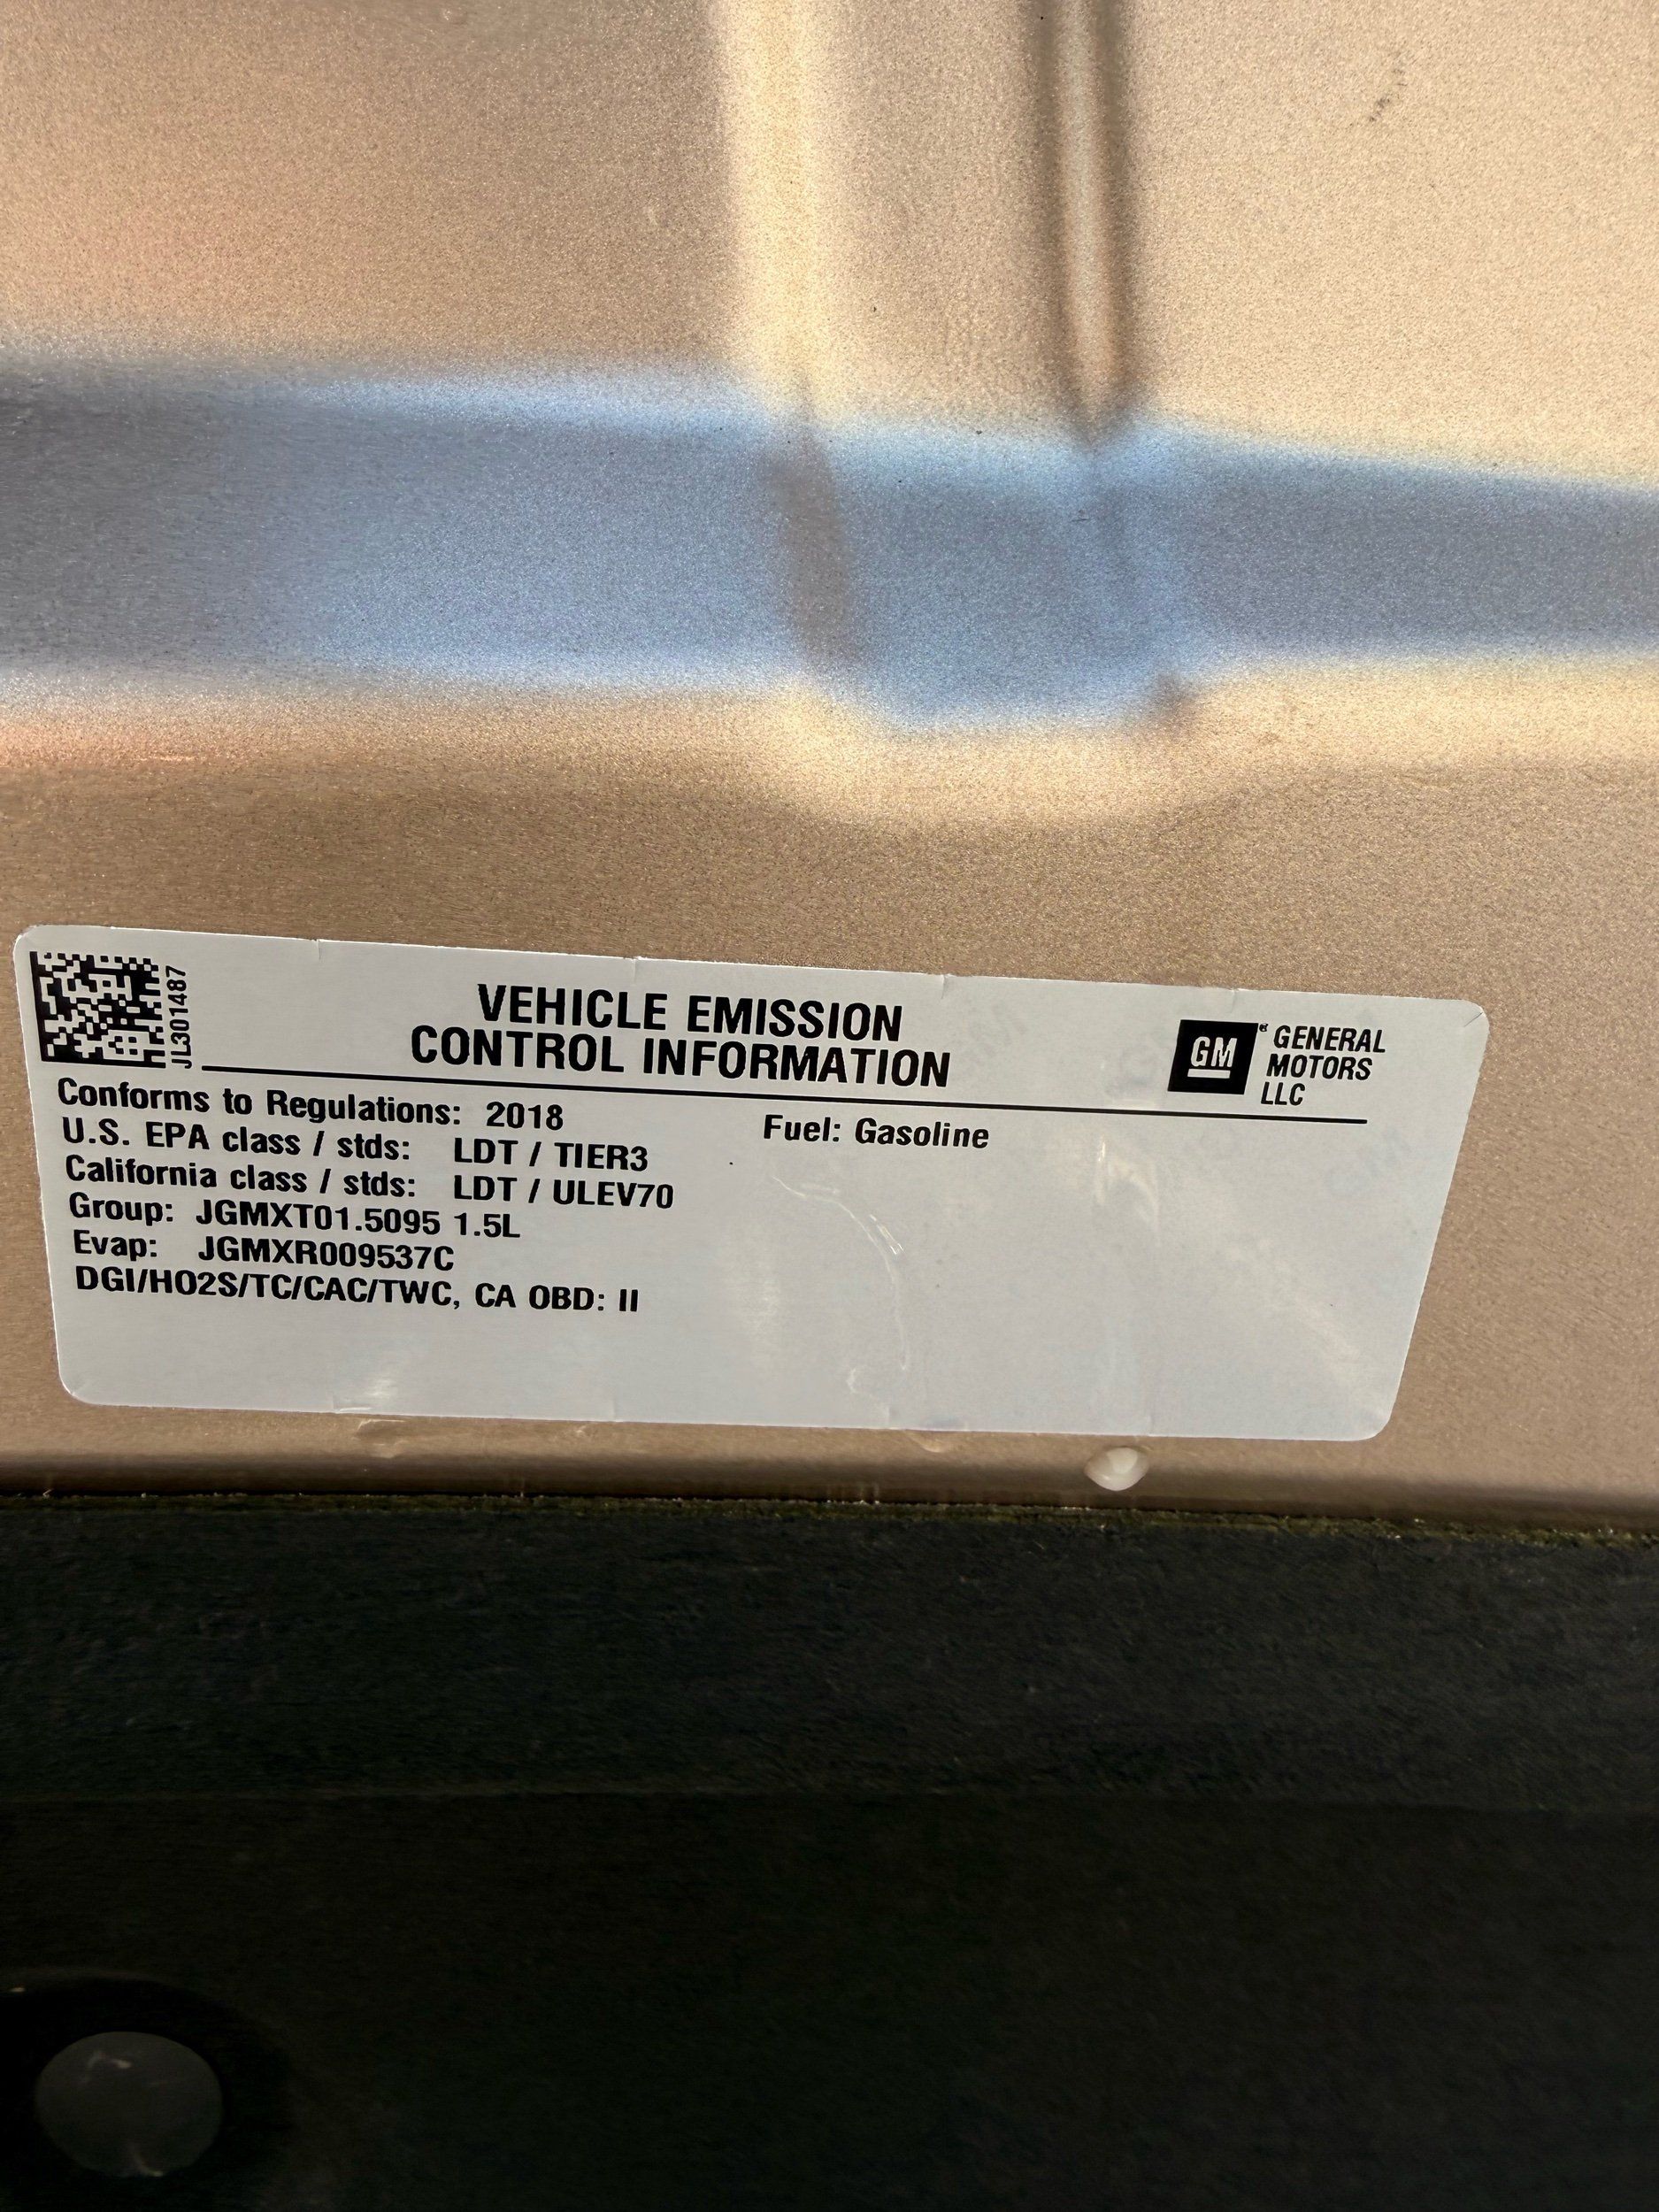 JL301487
VEHICLE EMISSION
CONTROL INFORMATION
GM® GENERAL
MOTORS
LLC
Conforms to Regulations: 2018
Fuel: Gasoline
U.S. EPA class / stds: LDT / TIER3
California class / stds: LDT / ULEV70
Group: JGMXT01.5095 1.5L
Evap: JGMXR009537C
DGI/HO2S/TC/CAC/TWC, CA OBD: II